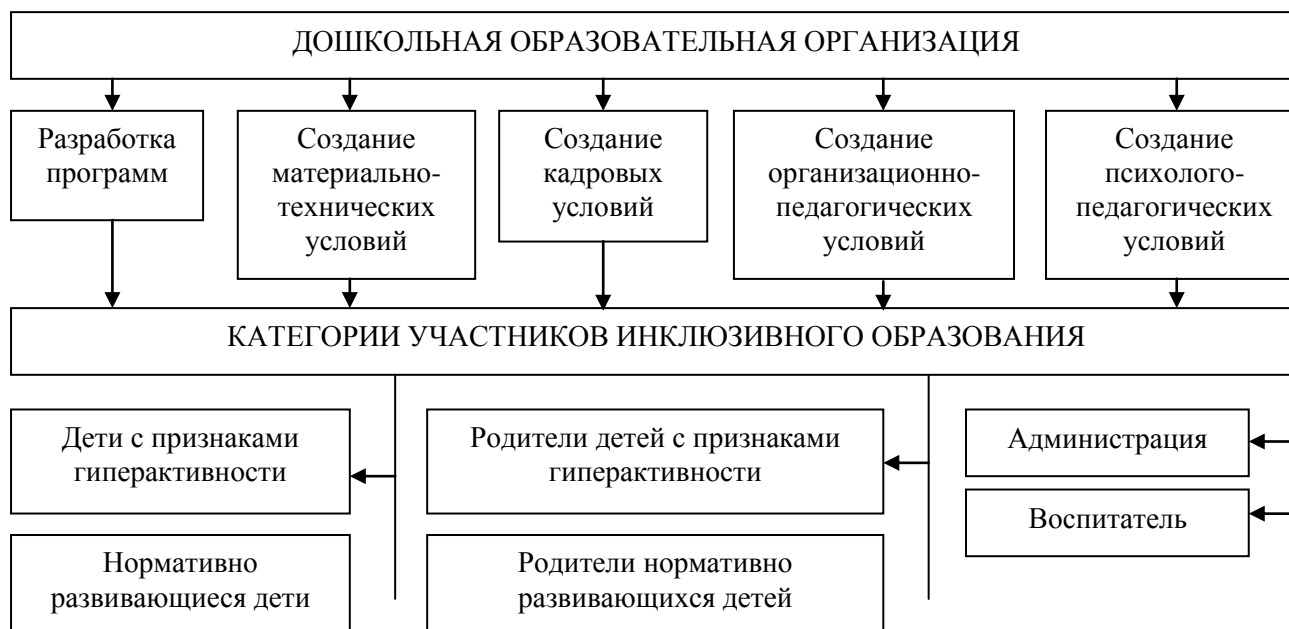 ДОШКОЛЬНАЯ ОБРАЗОВАТЕЛЬНАЯ ОРГАНИЗАЦИЯ
Разработка
программ
Создание
материально-
технических
условий
Создание
кадровых
условий
Создание
организационно-
педагогических
условий
Создание
психолого-
педагогических
условий
КАТЕГОРИИ УЧАСТНИКОВ ИНКЛЮЗИВНОГО ОБРАЗОВАНИЯ
Дети с признаками
гиперактивности
Родители детей с признаками
гиперактивности
Администрация
Воспитатель
Нормативно
развивающиеся дети
Родители нормативно
развивающихся детей